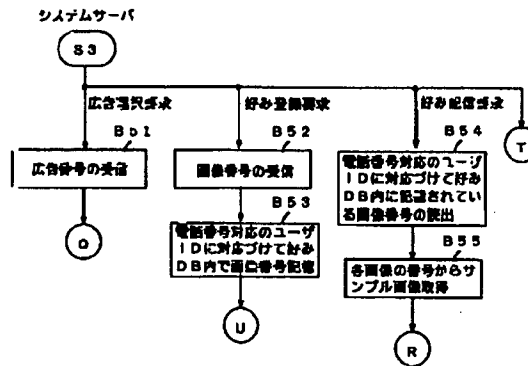 システムサーバ
S3
広告選択要求
好み登録要求
好み配信要求
T
B51
広告番号の受信
B52
画像番号の受信
B53
電話番号対応のユーザ
IDに対応づけて好み
DB内で画像番号記憶
B54
電話番号対応のユーザ
IDに対応づけて好み
DB内に記憶されてい
る画像番号の読出
B55
各画像の番号からサ
ンプル画像取得
Q
U
R